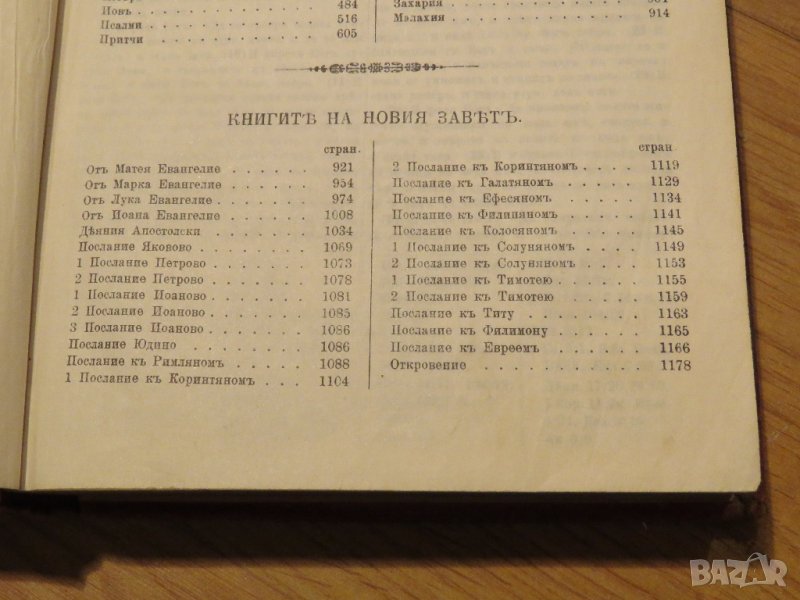 484
Иовъ . . . . . . . . . . . 516
Псалми . . . . . . . . . . 605
Притчи . . . . . . . . . .
Захария . . . . . . . . . .
Малахия . . . . . . . . . . 914
КНИГИТѢ НА НОВИЯ ЗАВѢТЪ.
стран.
Отъ Матея Евангелие . . . . . . 921
Отъ Марка Евангелие . . . . . . 954
Отъ Лука Евангелие . . . . . . 974
Отъ Иоана Евангелие . . . . . . 1008
Дѣяния Апостолски . . . . . . 1034
Послание Яковово . . . . . . . 1069
1 Послание Петрово . . . . . . 1073
2 Послание Петрово . . . . . . 1078
1 Послание Иоаново . . . . . . 1081
2 Послание Иоаново . . . . . . 1085
3 Послание Иоаново . . . . . . 1086
Послание Юдино . . . . . . . 1086
Послание къ Римляномъ . . . . . 1088
1 Послание къ Коринтяномъ . . . 1104
стран
2 Послание къ Коринтяномъ . . . 1119
Послание къ Галатяномъ . . . . . 1129
Послание къ Ефесяномъ . . . . . 1134
Послание къ Филипяномъ . . . . . 1141
Послание къ Колосяномъ . . . . . 1145
1 Послание къ Солуняномъ . . . . 1149
2 Послание къ Солуняномъ . . . . 1153
1 Послание къ Тимотею . . . . . 1155
2 Послание къ Тимотею . . . . . 1159
Послание къ Титу . . . . . . . 1163
Послание къ Филимону . . . . . . 1165
Послание къ Евреемъ . . . . . . 1166
Откровение . . . . . . . . . . 1178
BAZAR.bg